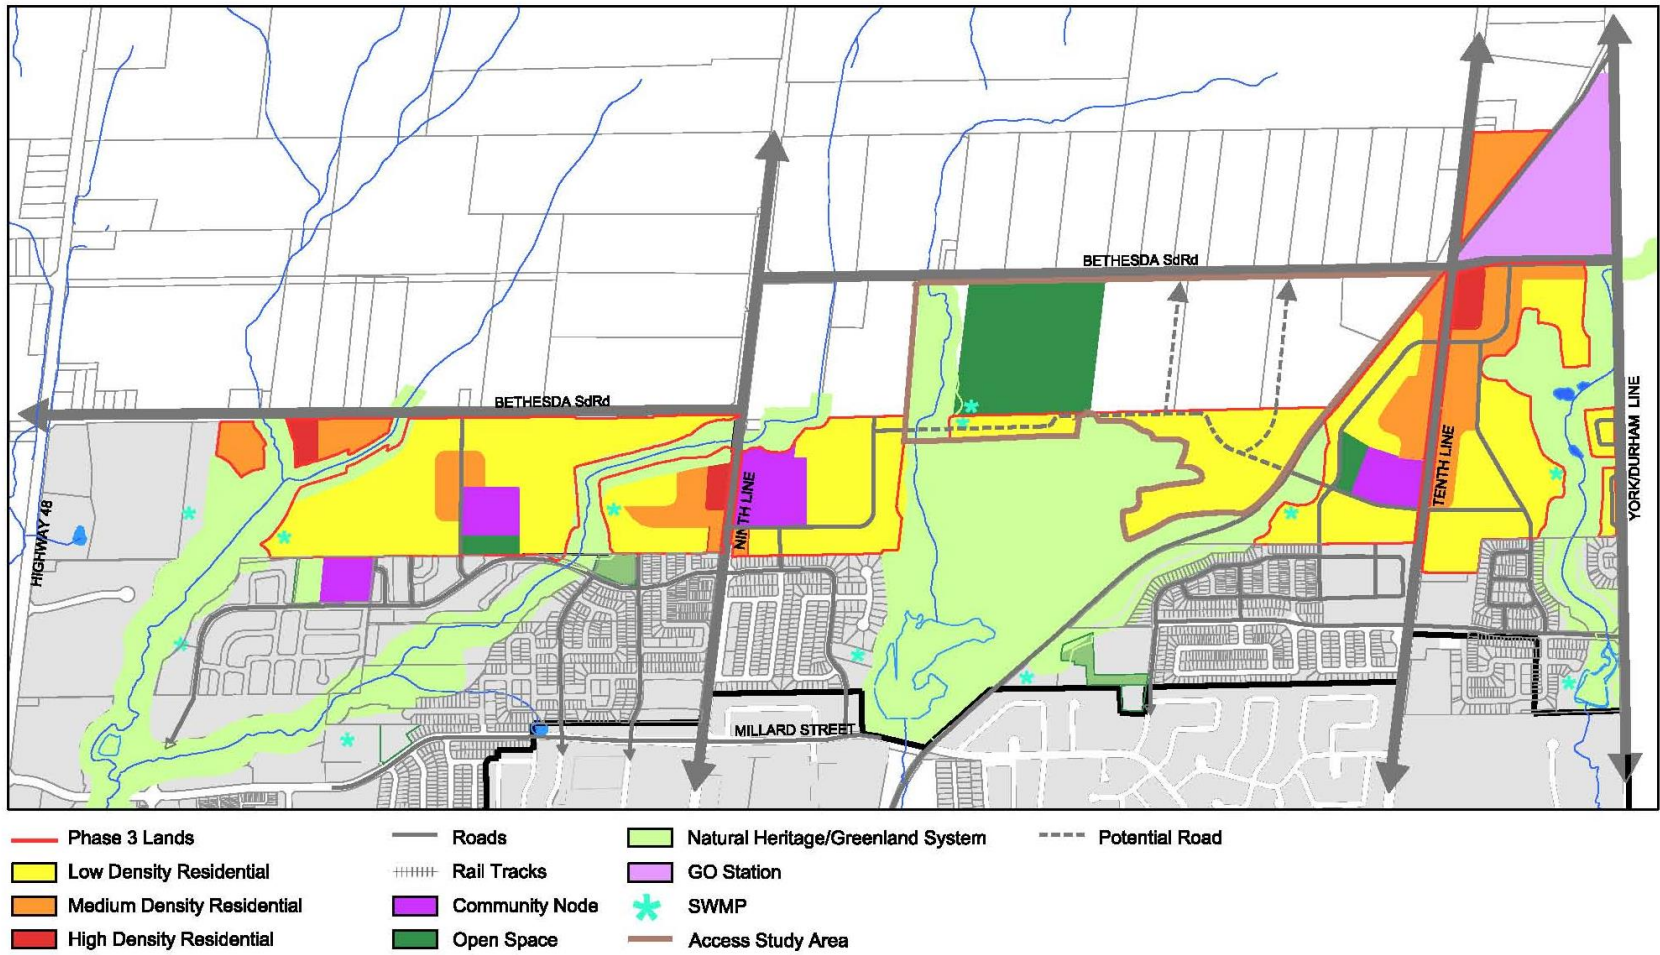 BETHESDA SdRd
BETHESDA SdRd
HIGHWAY 48
NINTH LINE
TENTH LINE
YORK/DURHAM LINE
MILLARD STREET
Phase 3 Lands
Roads
Natural Heritage/Greenland System
Potential Road
Low Density Residential
Rail Tracks
GO Station
Medium Density Residential
Community Node
SWMP
High Density Residential
Open Space
Access Study Area